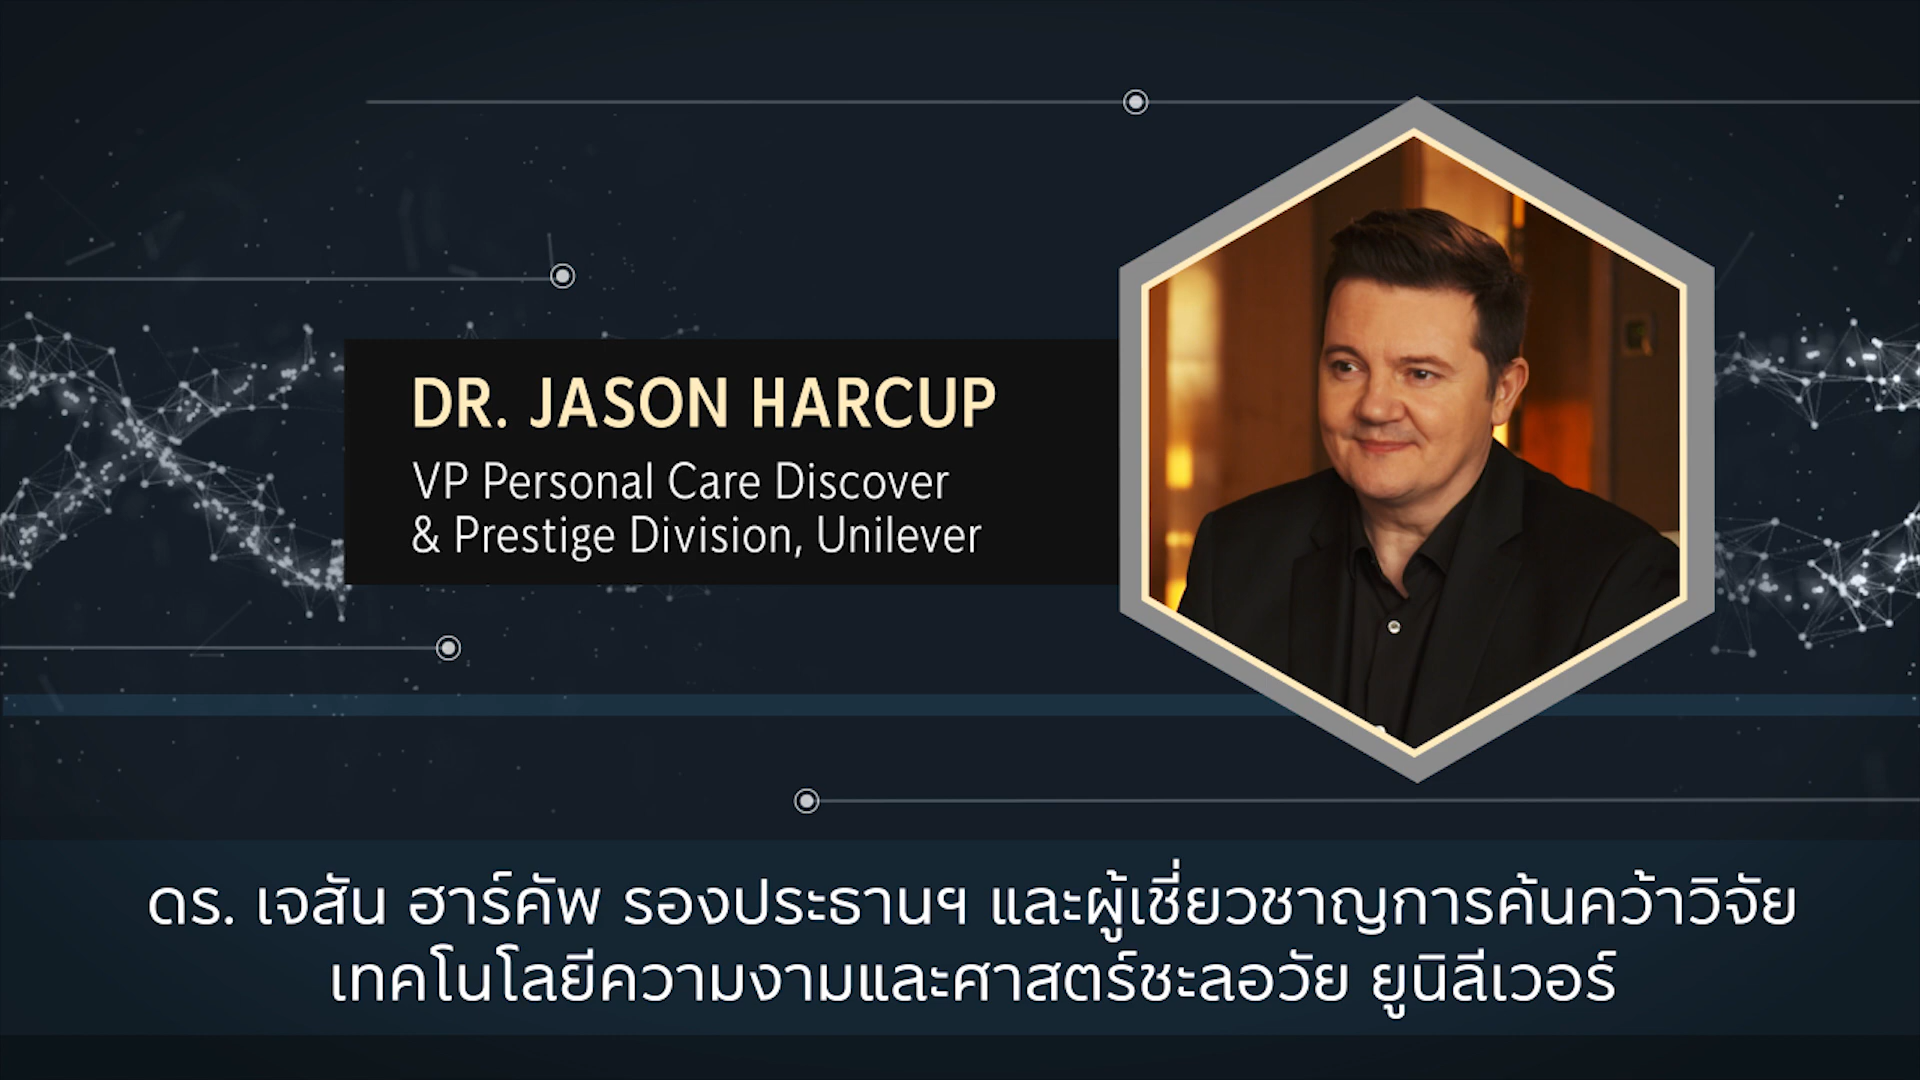 DR. JASON HARCUP
VP Personal Care Discover
& Prestige Division, Unilever
ดร. เจสัน ฮาร์คัพ รองประธานฯ และผู้เชี่ยวชาญการค้นคว้าวิจัย
เทคโนโลยีความงามและศาสตร์ชะลอวัย ยูนิลีเวอร์